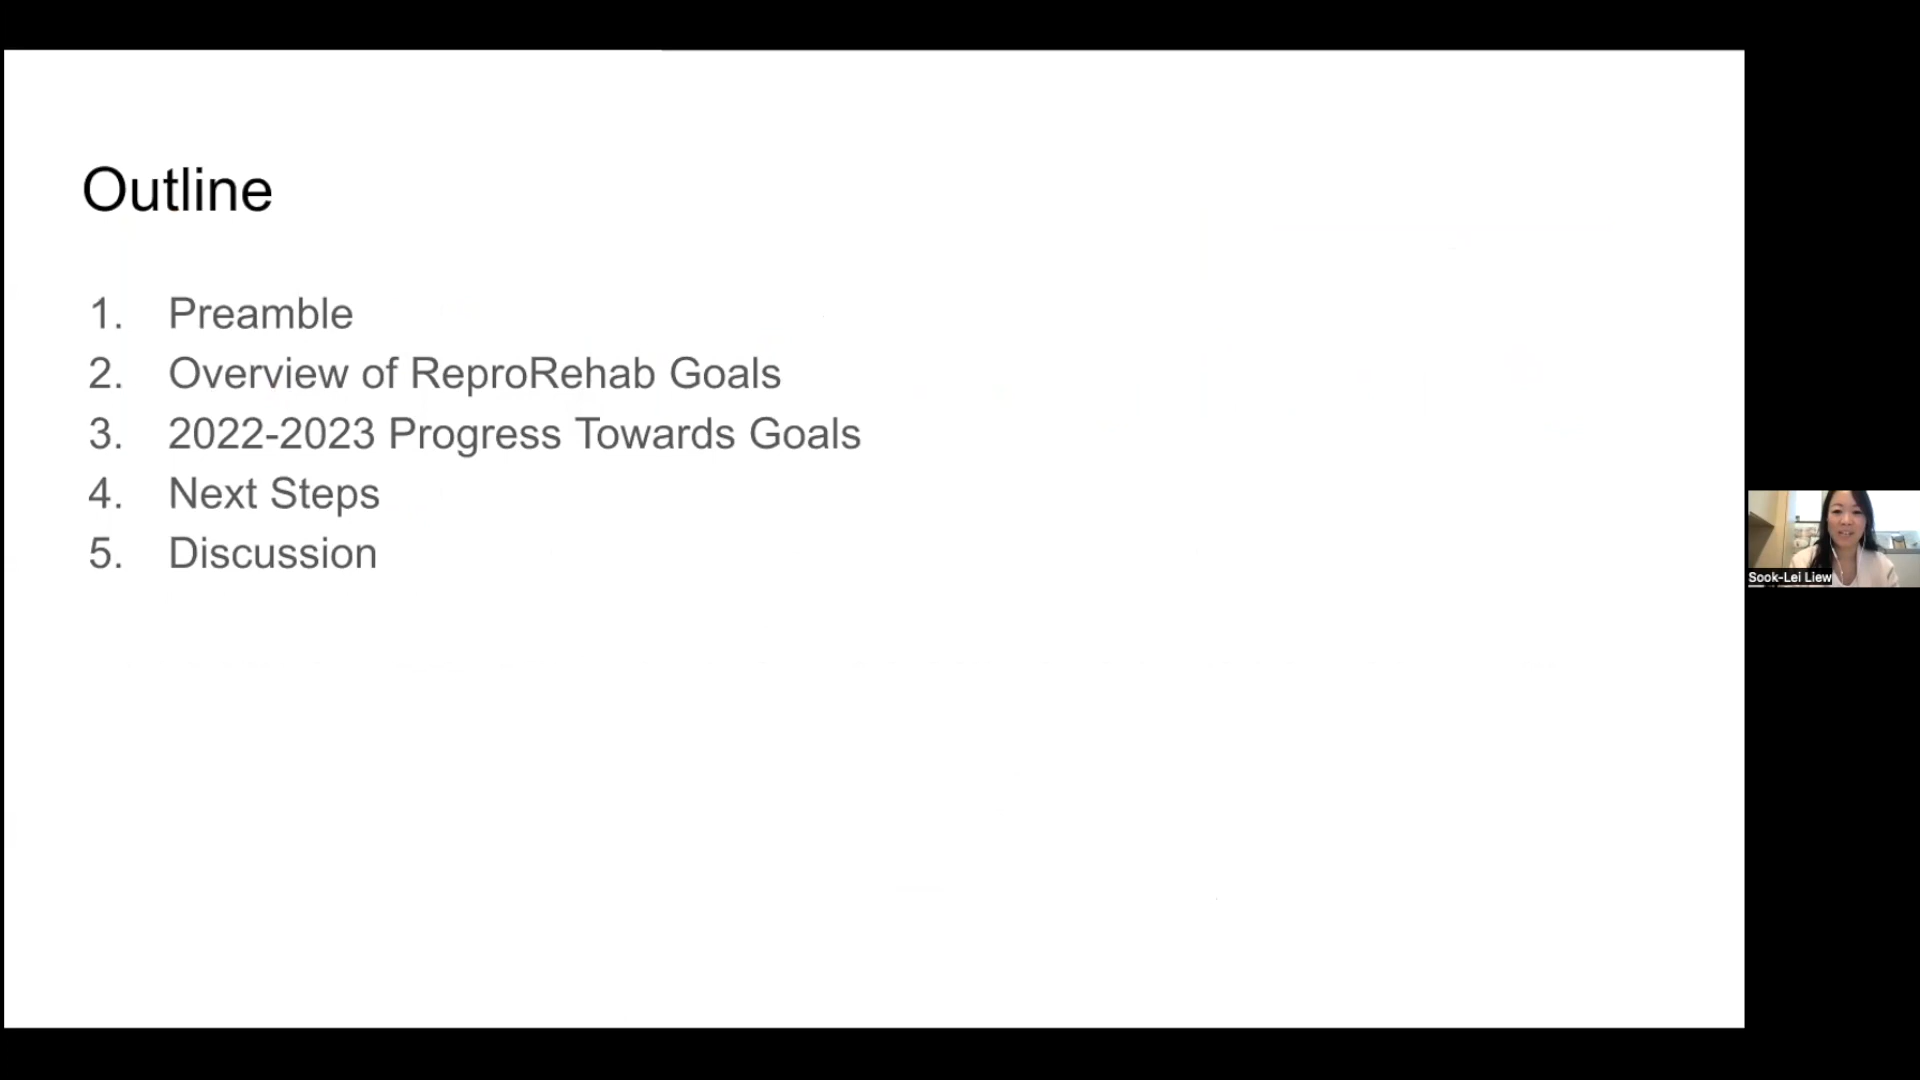 Outline
1. Preamble
2. Overview of ReproRehab Goals
3. 2022-2023 Progress Towards Goals
4. Next Steps
5. Discussion
Sook-Lei Liew